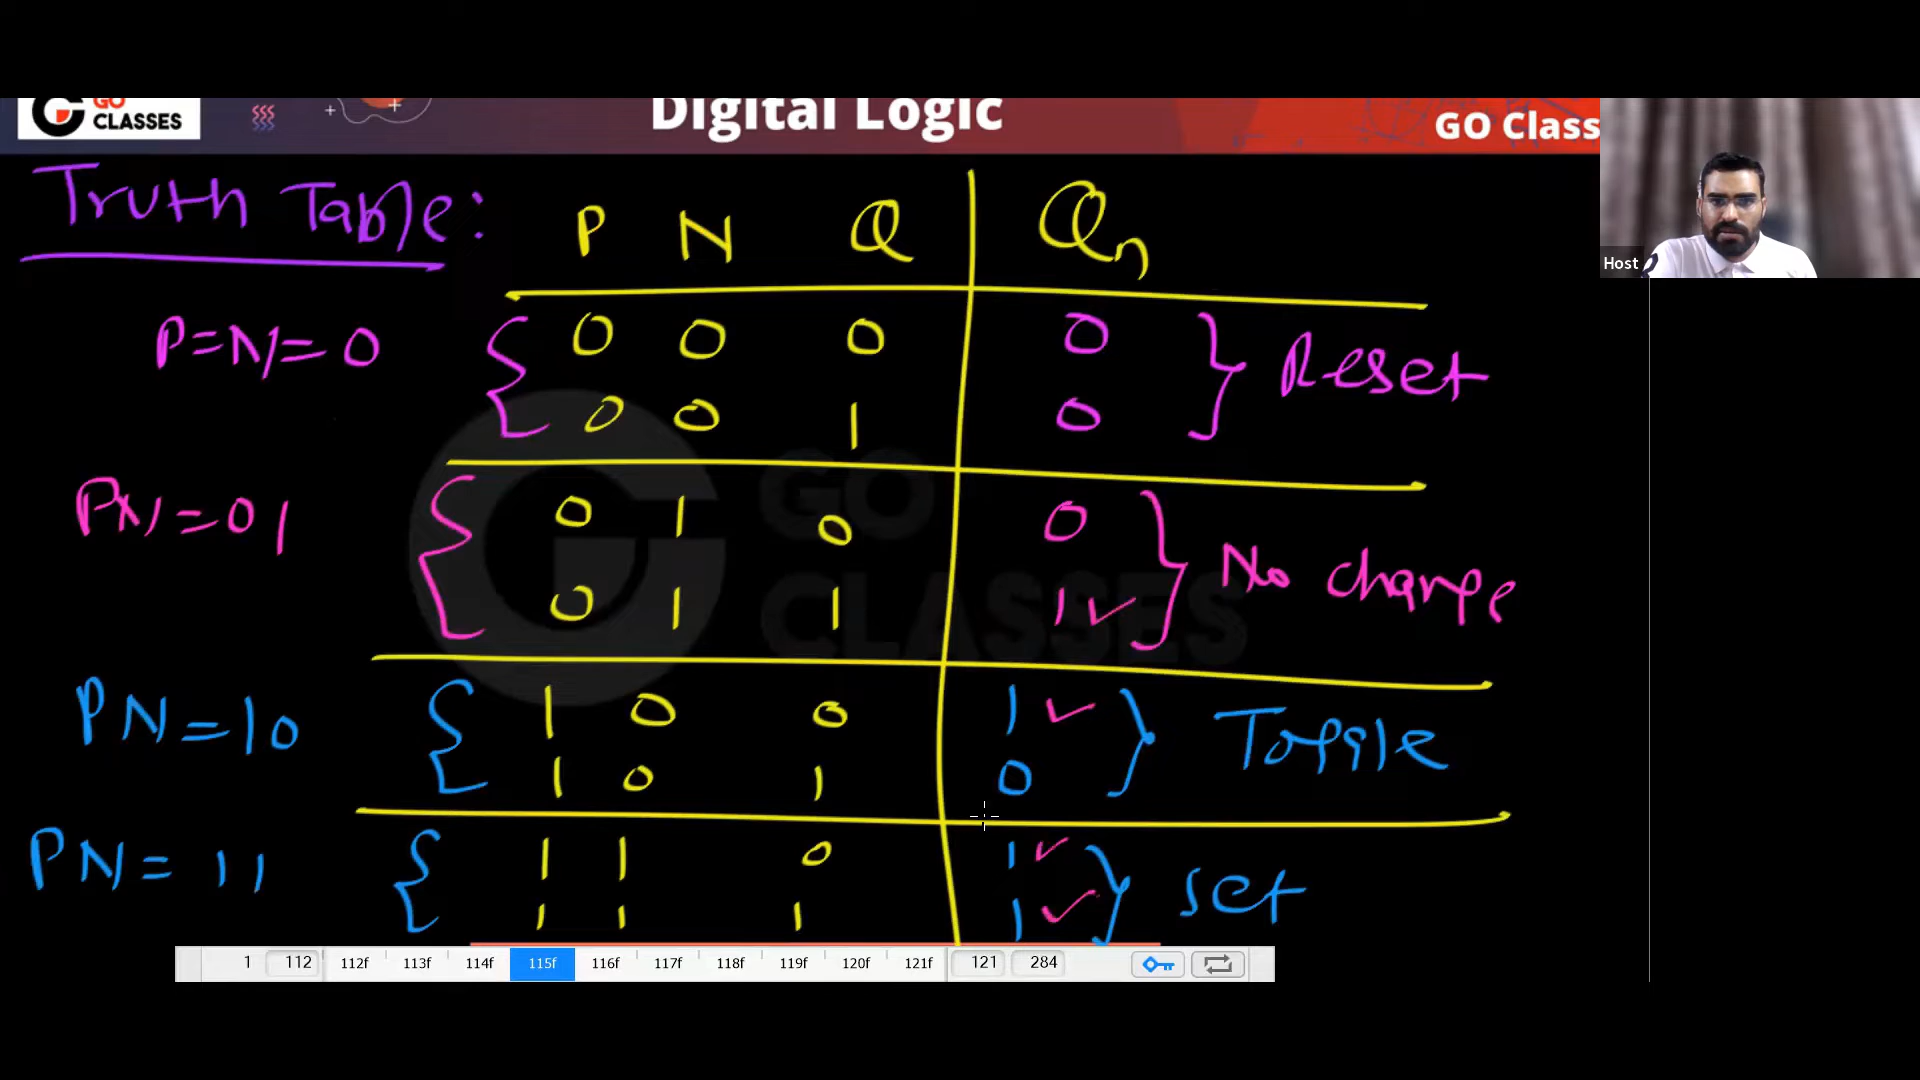 GO CLASSES
Digital Logic
GO Class
Host
Truth Table:
P N Q Qn
P=N=0 { 0 0 0 0 } Reset
0 0 1 0
PN=01 { 0 1 0 0 } No change
0 1 1 1 ✓
PN=10 { 1 0 0 1 ✓ } Toggle
1 0 1 0
PN=11 { 1 1 0 1 ✓ } Set
1 1 1 1 ✓
GO
CLASSES
1 112 112f 113f 114f 115f 116f 117f 118f 119f 120f 121f 121 284